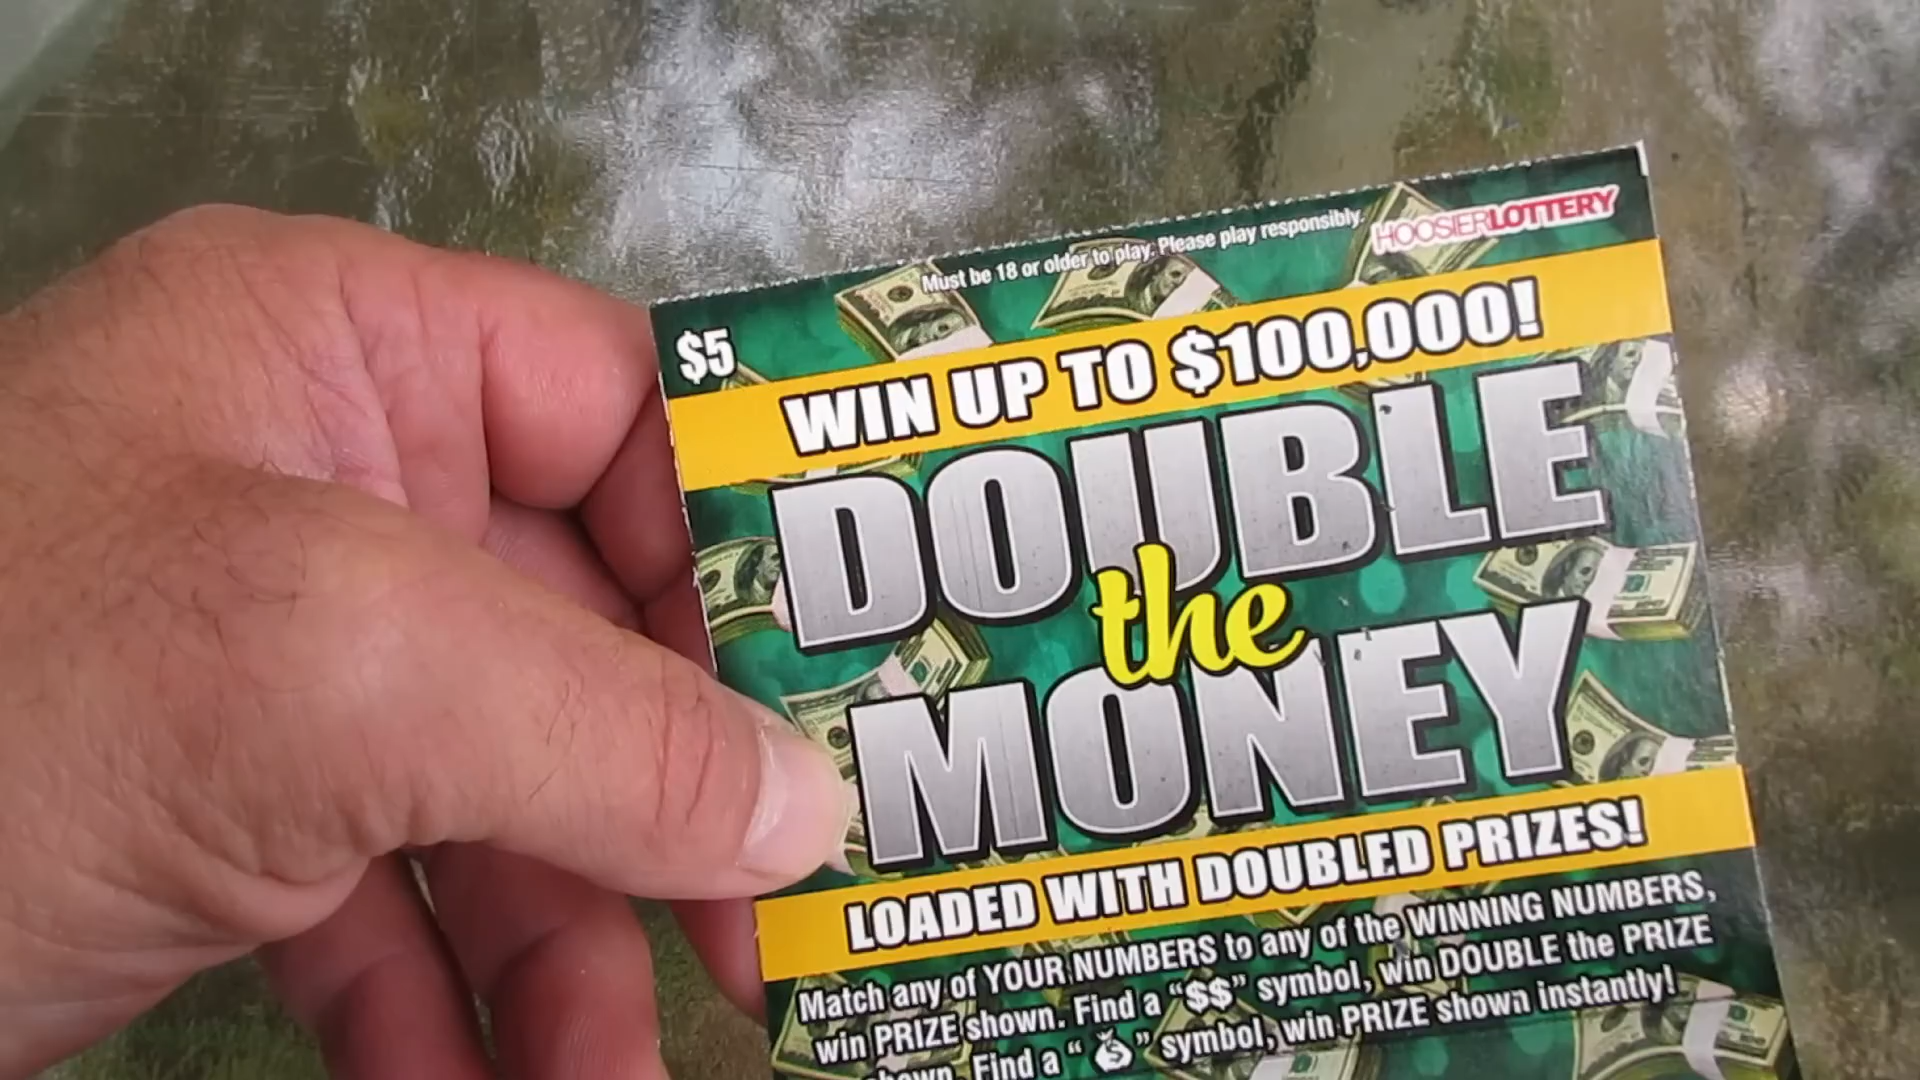 Must be 18 or older to play. Please play responsibly.
HOOSIERLOTTERY
$5
WIN UP TO $100,000!
DOUBLE
the
MONEY
LOADED WITH DOUBLED PRIZES!
Match any of YOUR NUMBERS to any of the WINNING NUMBERS,
win PRIZE shown. Find a "$$" symbol, win DOUBLE the PRIZE
shown. Find a " $ " symbol, win PRIZE shown instantly!